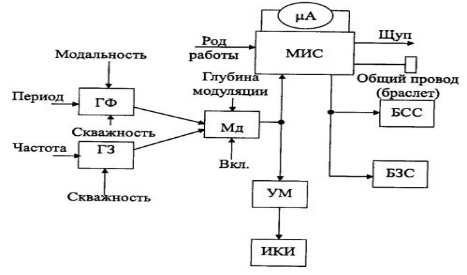 µА
Род
работы
МИС
Щуп
Общий провод
(браслет)
Модальность
Период
ГФ
Скважность
Глубина
модуляции
Мд
Вкл.
БСС
Частота
ГЗ
Скважность
БЗС
УМ
ИКИ